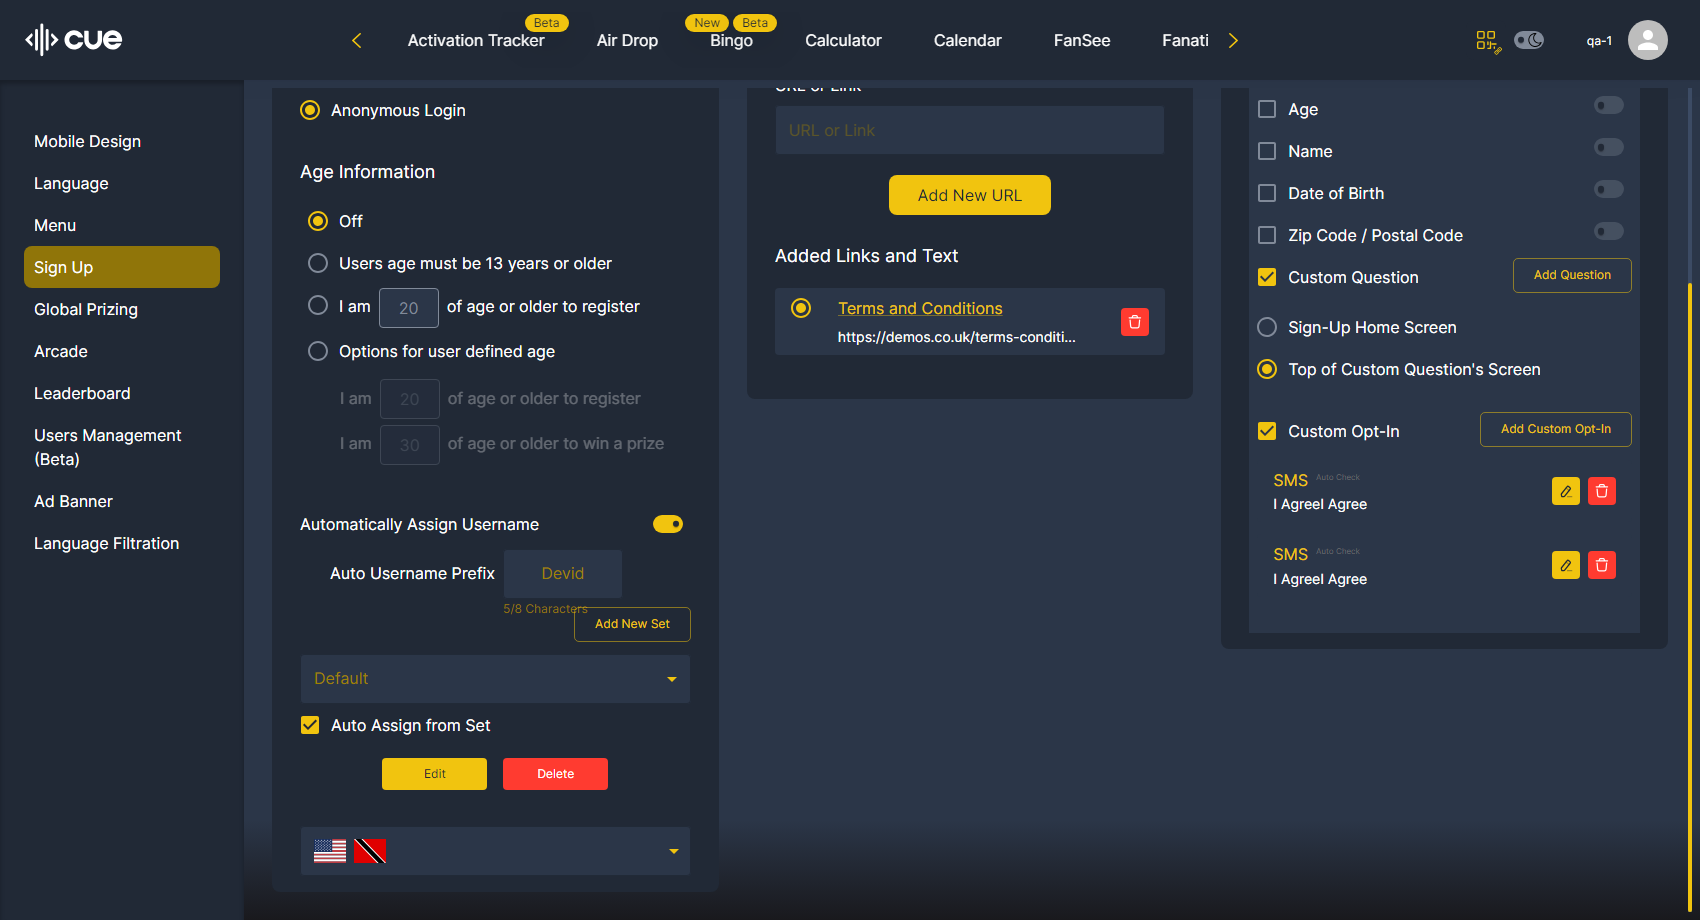 cue
Activation Tracker
Beta
Air Drop
New
Beta
Bingo
Calculator
Calendar
FanSee
Fanati
qa-1
Mobile Design
Language
Menu
Sign Up
Global Prizing
Arcade
Leaderboard
Users Management
(Beta)
Ad Banner
Language Filtration
Anonymous Login
Age Information
Off
Users age must be 13 years or older
I am 20 of age or older to register
Options for user defined age
I am 20 of age or older to register
I am 30 of age or older to win a prize
Automatically Assign Username
Auto Username Prefix Devid
5/8 Characters
Add New Set
Default
Auto Assign from Set
Edit
Delete
URL or Link
URL or Link
Add New URL
Added Links and Text
Terms and Conditions
https://demos.co.uk/terms-conditi...
Age
Name
Date of Birth
Zip Code / Postal Code
Custom Question
Add Question
Sign-Up Home Screen
Top of Custom Question's Screen
Custom Opt-In
Add Custom Opt-In
SMS Auto Check
I AgreeI Agree
SMS Auto Check
I AgreeI Agree